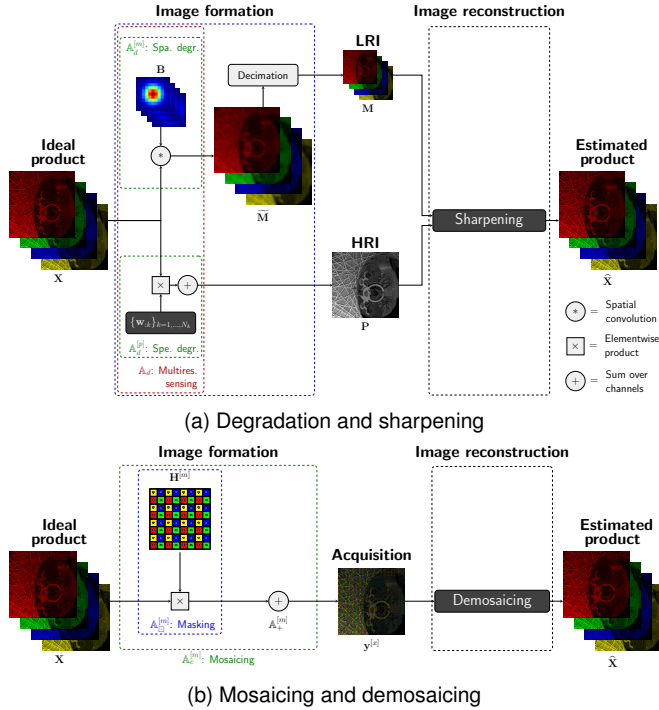 Image formation
Image reconstruction
𝔸_d^[m]: Spa. degr.
B
Decimation
LRI
M
Ideal
product
X
*
M̃
Estimated
product
X̂
Sharpening
HRI
P
×
+
{w_:k}_k=1,...,N_k
𝔸_d^[p]: Spe. degr.
𝔸_d: Multires.
sensing
* = Spatial
convolution
× = Elementwise
product
+ = Sum over
channels
(a) Degradation and sharpening
Image formation
Image reconstruction
H^[m]
Ideal
product
X
×
𝔸_⊡^[m]: Masking
+
𝔸_+^[m]
𝔸_c^[m]: Mosaicing
Acquisition
y^[x]
Demosaicing
Estimated
product
X̂
(b) Mosaicing and demosaicing